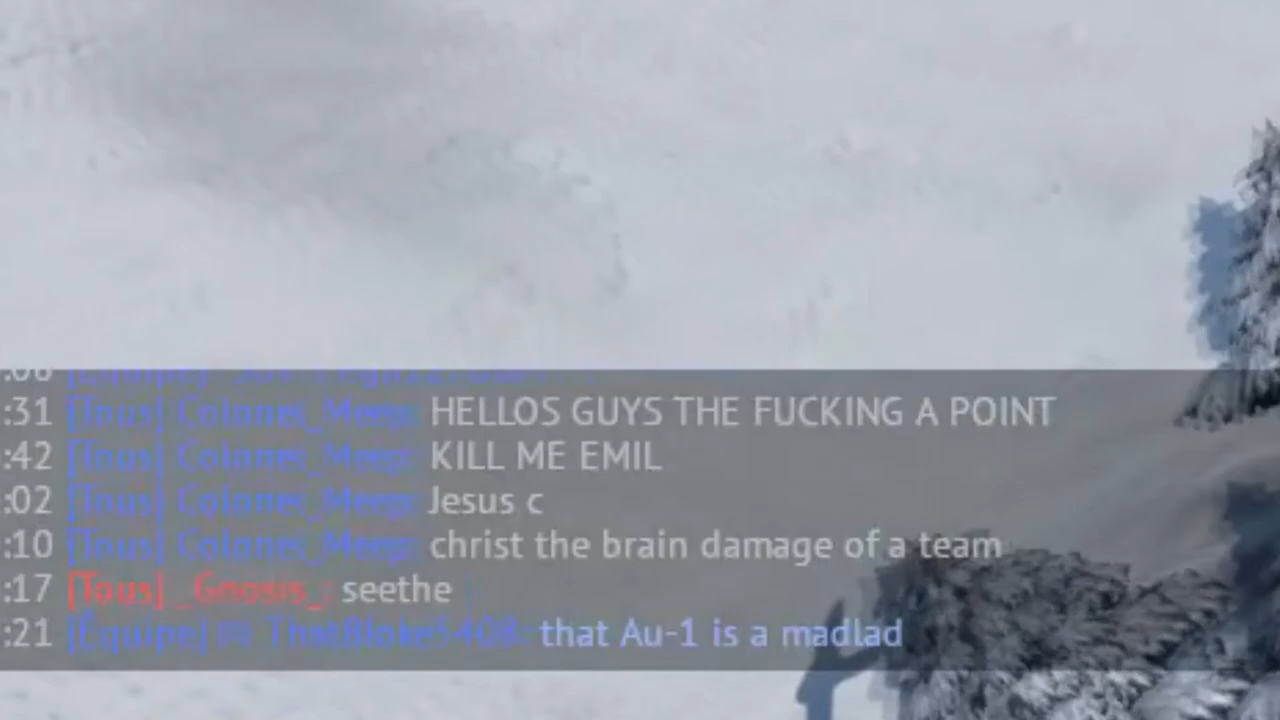 :31 [Tous] Colonel_Meep: HELLOS GUYS THE FUCKING A POINT
:42 [Tous] Colonel_Meep: KILL ME EMIL
:02 [Tous] Colonel_Meep: Jesus c
:10 [Tous] Colonel_Meep: christ the brain damage of a team
:17 [Tous] _Gnosis_: seethe
:21 [Équipe] ThatBloke5408: that Au-1 is a madlad